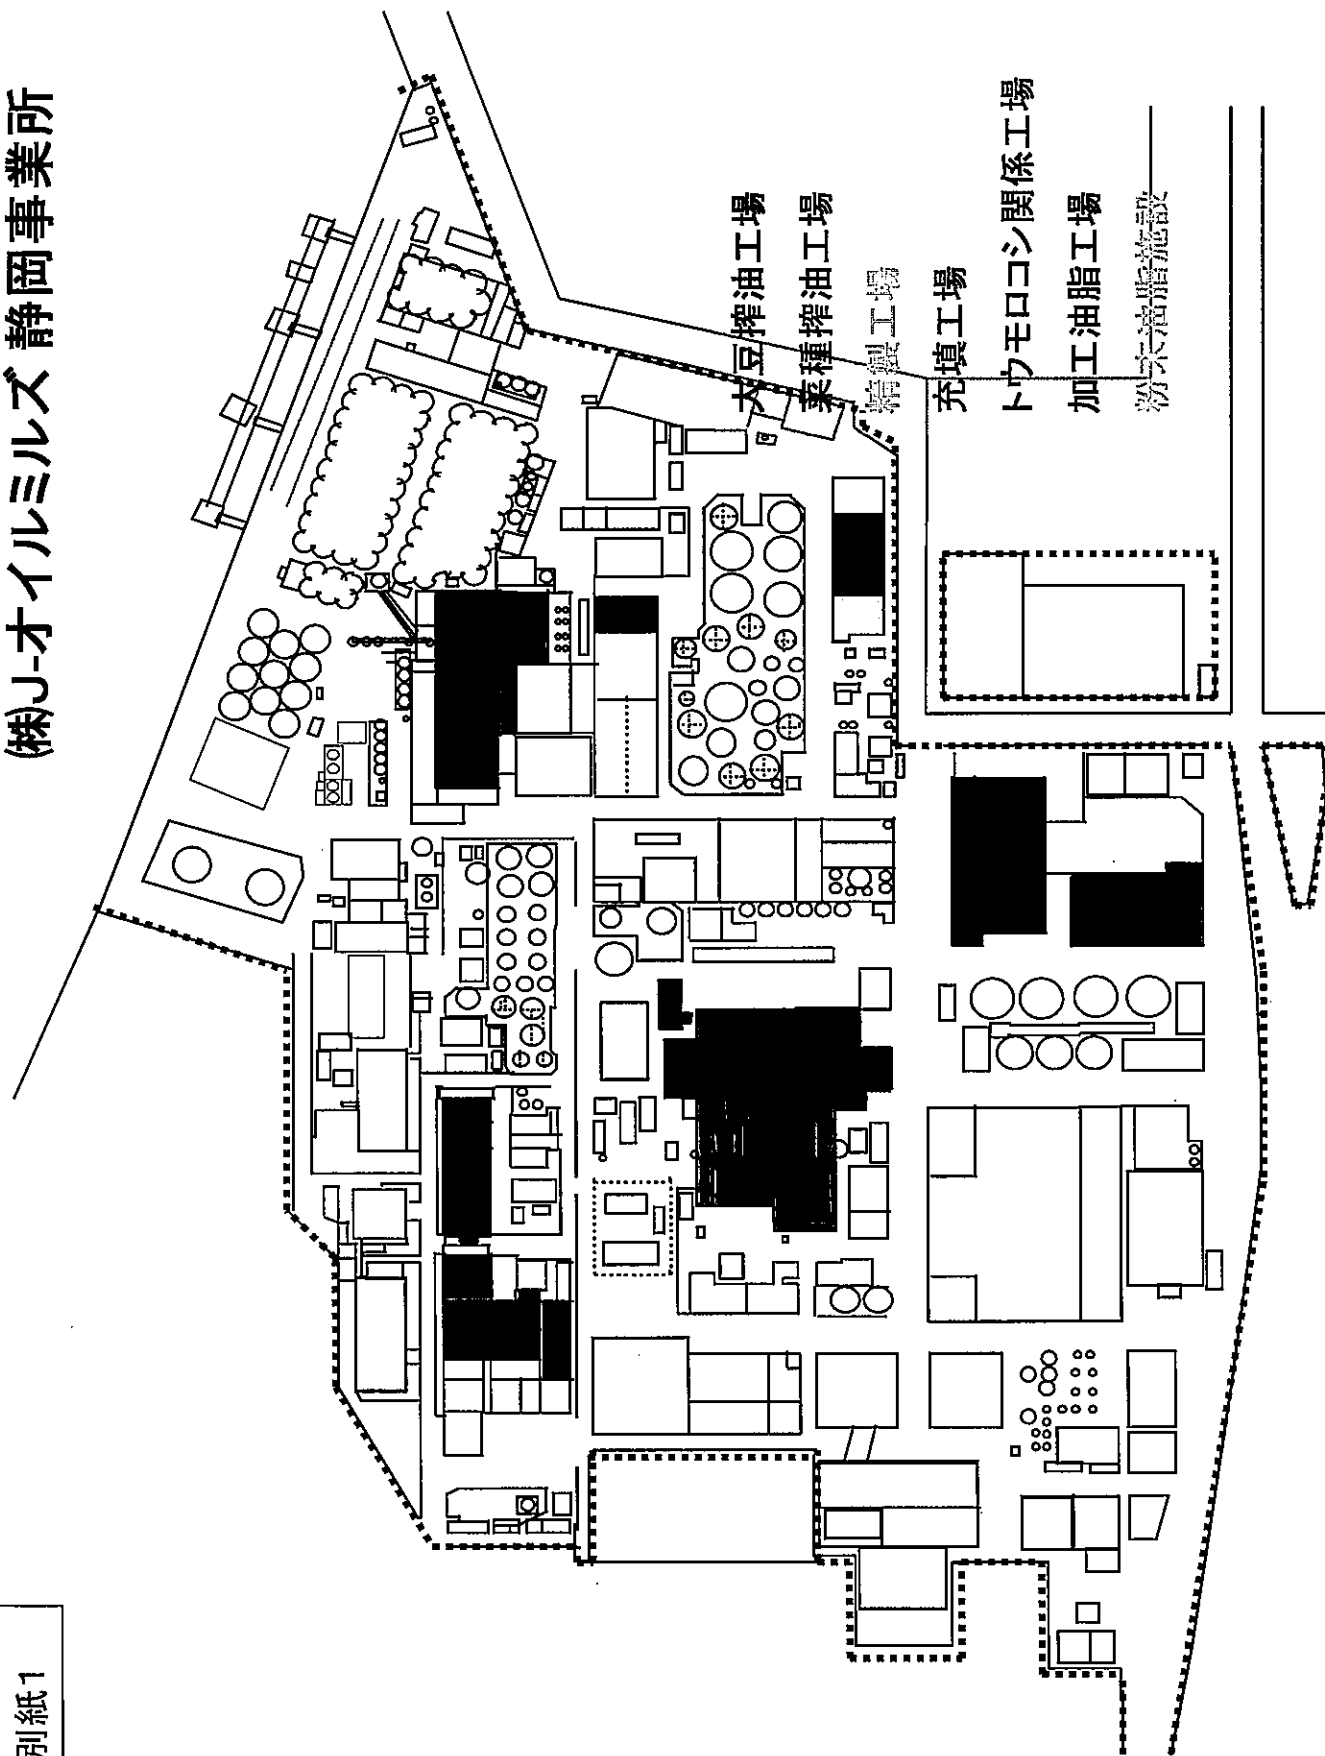 別紙1
(株)J-オイルミルズ 静岡事業所
大豆搾油工場
菜種搾油工場
精製工場
充填工場
トウモロコシ関係工場
加工油脂工場
粉末油脂施設